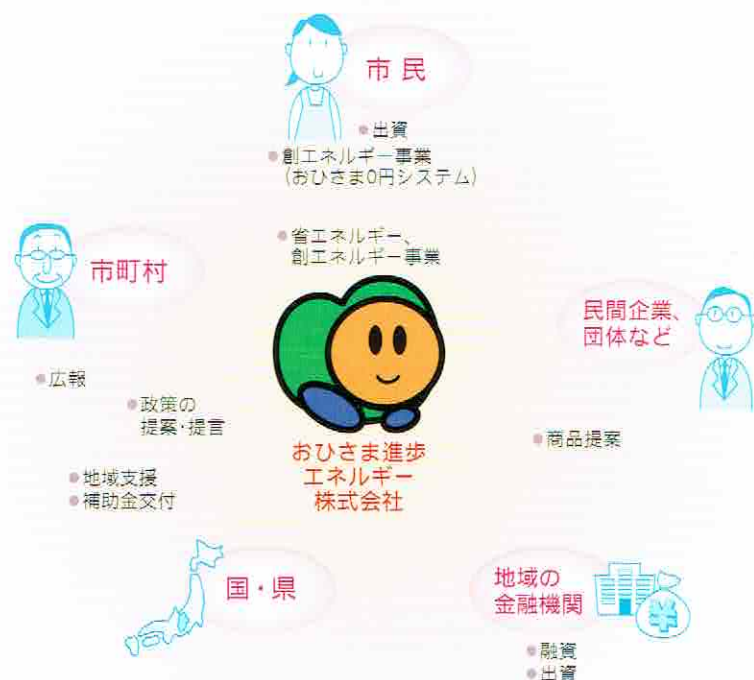 市民
●出資
●創エネルギー事業
(おひさま0円システム)
●省エネルギー、
創エネルギー事業
市町村
民間企業、
団体など
●広報
●政策の
提案・提言
●地域支援
●補助金交付
おひさま進歩
エネルギー
株式会社
●商品提案
国・県
地域の
金融機関
¥
●融資
●出資